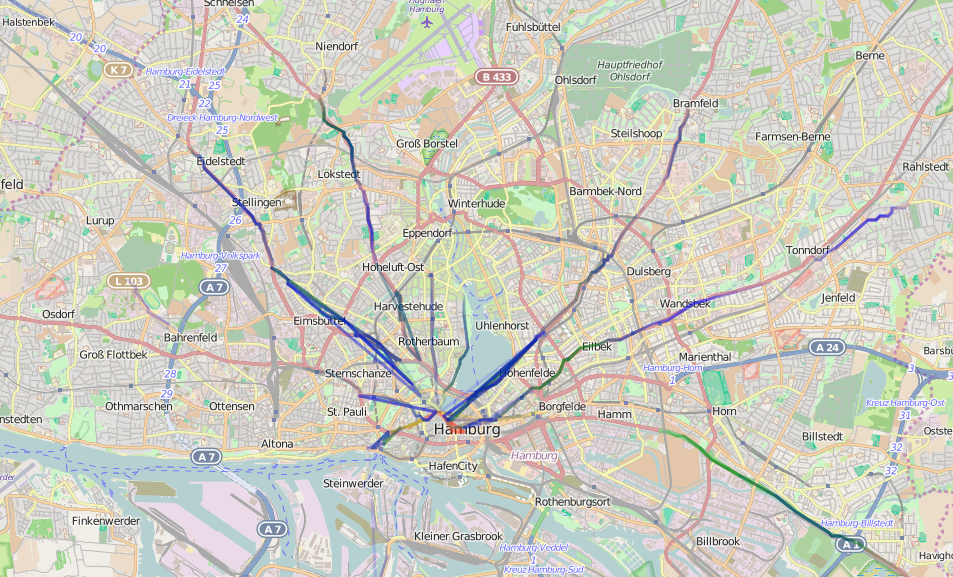 Schnelsen
Flughafen
Hamburg
Halstenbek
24
Fuhlsbüttel
20
20
Niendorf
Berne
K 7
Hamburg-Eidelstedt
B 433
Hauptfriedhof
Ohlsdorf
Ohlsdorf
21
25
22
Bramfeld
Dreieck Hamburg-Nordwest
25
Steilshoop
Farmsen-Berne
Groß Borstel
Eidelstedt
Rahlstedt
Lokstedt
feld
Barmbek-Nord
Stellingen
Winterhude
Lurup
26
Eppendorf
Tonndorf
Hamburg-Volkspark
27
Hoheluft-Ost
Dulsberg
L 103
A 7
Jenfeld
Harvestehude
Wandsbek
Osdorf
Eimsbüttel
Uhlenhorst
Bahrenfeld
Rotherbaum
Eilbek
A 24
Groß Flottbek
Marienthal
Barsbü
Hamburg-Horn
1
3
28
Sternschanze
Hohenfelde
3
29
Othmarschen
Ottensen
St. Pauli
Borgfelde
Hamm
Horn
Kreuz Hamburg-Ost
31
nstedten
Hamburg
Billstedt
Oststei
Altona
A 7
Hamburg
32
HafenCity
32
Steinwerder
der
Rothenburgsort
Finkenwerder
A 7
Hamburg-Billstedt
Kleiner Grasbrook
Billbrook
A 1
Hamburg-Veddel
1
Havigho
Kreuz Hamburg-Süd